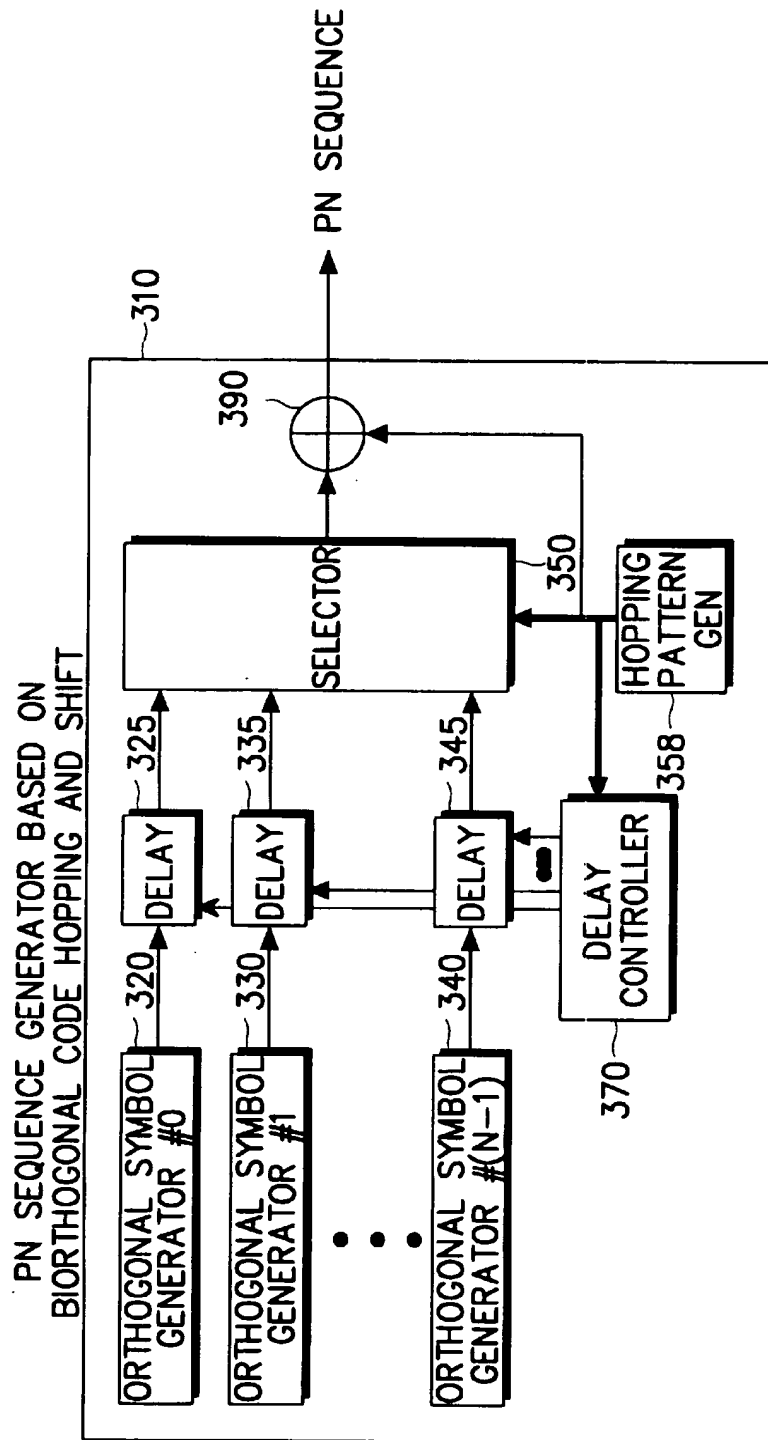 PN SEQUENCE GENERATOR BASED ON
BIORTHOGONAL CODE HOPPING AND SHIFT
310
ORTHOGONAL SYMBOL
GENERATOR #0
320
DELAY
325
ORTHOGONAL SYMBOL
GENERATOR #1
330
DELAY
335
ORTHOGONAL SYMBOL
GENERATOR #(N-1)
340
DELAY
345
SELECTOR
350
390
PN SEQUENCE
DELAY
CONTROLLER
370
HOPPING
PATTERN
GEN
358